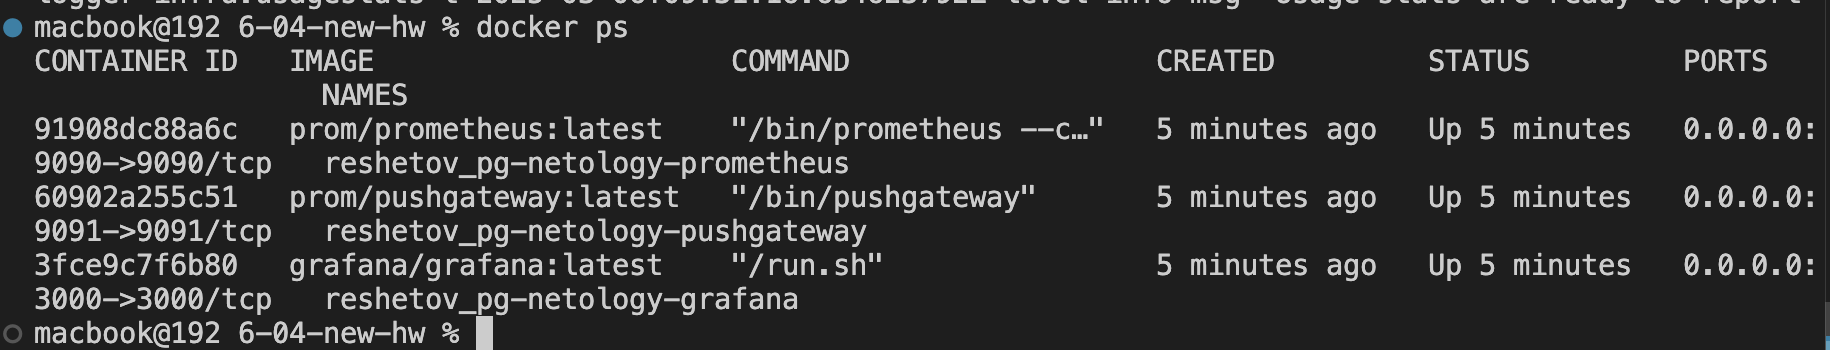 macbook@192 6-04-new-hw % docker ps
CONTAINER ID   IMAGE                     COMMAND                  CREATED         STATUS         PORTS
                 NAMES
91908dc88a6c   prom/prometheus:latest    "/bin/prometheus --c…"   5 minutes ago   Up 5 minutes   0.0.0.0:
9090->9090/tcp   reshetov_pg-netology-prometheus
60902a255c51   prom/pushgateway:latest   "/bin/pushgateway"       5 minutes ago   Up 5 minutes   0.0.0.0:
9091->9091/tcp   reshetov_pg-netology-pushgateway
3fce9c7f6b80   grafana/grafana:latest    "/run.sh"                5 minutes ago   Up 5 minutes   0.0.0.0:
3000->3000/tcp   reshetov_pg-netology-grafana
macbook@192 6-04-new-hw %